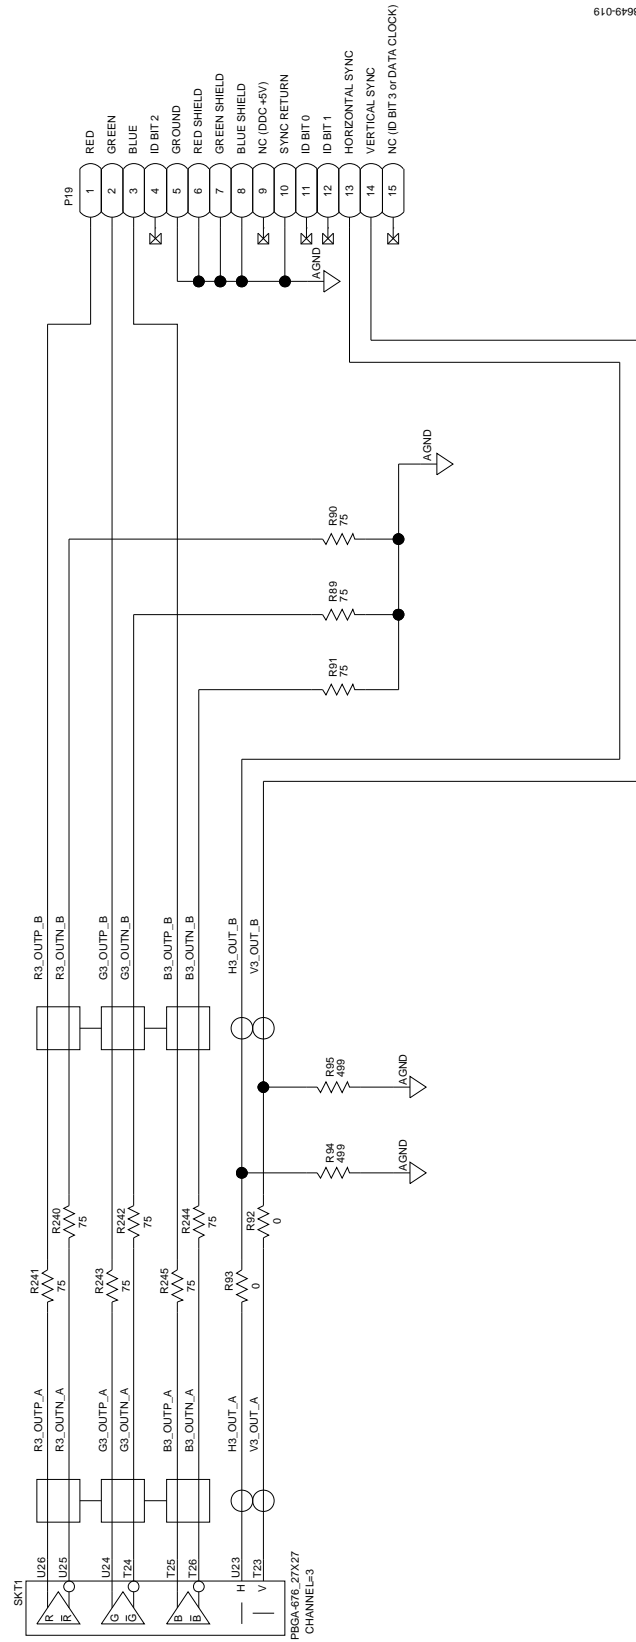 08649-019
P19
1 RED
2 GREEN
3 BLUE
4 ID BIT 2
5 GROUND
6 RED SHIELD
7 GREEN SHIELD
8 BLUE SHIELD
9 NC (DDC +5V)
10 SYNC RETURN
11 ID BIT 0
12 ID BIT 1
13 HORIZONTAL SYNC
14 VERTICAL SYNC
15 NC (ID BIT 3 or DATA CLOCK)
AGND
AGND
R90
75
R89
75
R91
75
R3_OUTP_B
R3_OUTN_B
G3_OUTP_B
G3_OUTN_B
B3_OUTP_B
B3_OUTN_B
H3_OUT_B
V3_OUT_B
R95
499
AGND
R94
499
AGND
R241
75
R240
75
R243
75
R242
75
R245
75
R244
75
R93
0
R92
0
R3_OUTP_A
R3_OUTN_A
G3_OUTP_A
G3_OUTN_A
B3_OUTP_A
B3_OUTN_A
H3_OUT_A
V3_OUT_A
SKT1
R U26
R U25
G U24
G T24
B T25
B T26
H U23
V T23
PBGA-676_27X27
CHANNEL=3